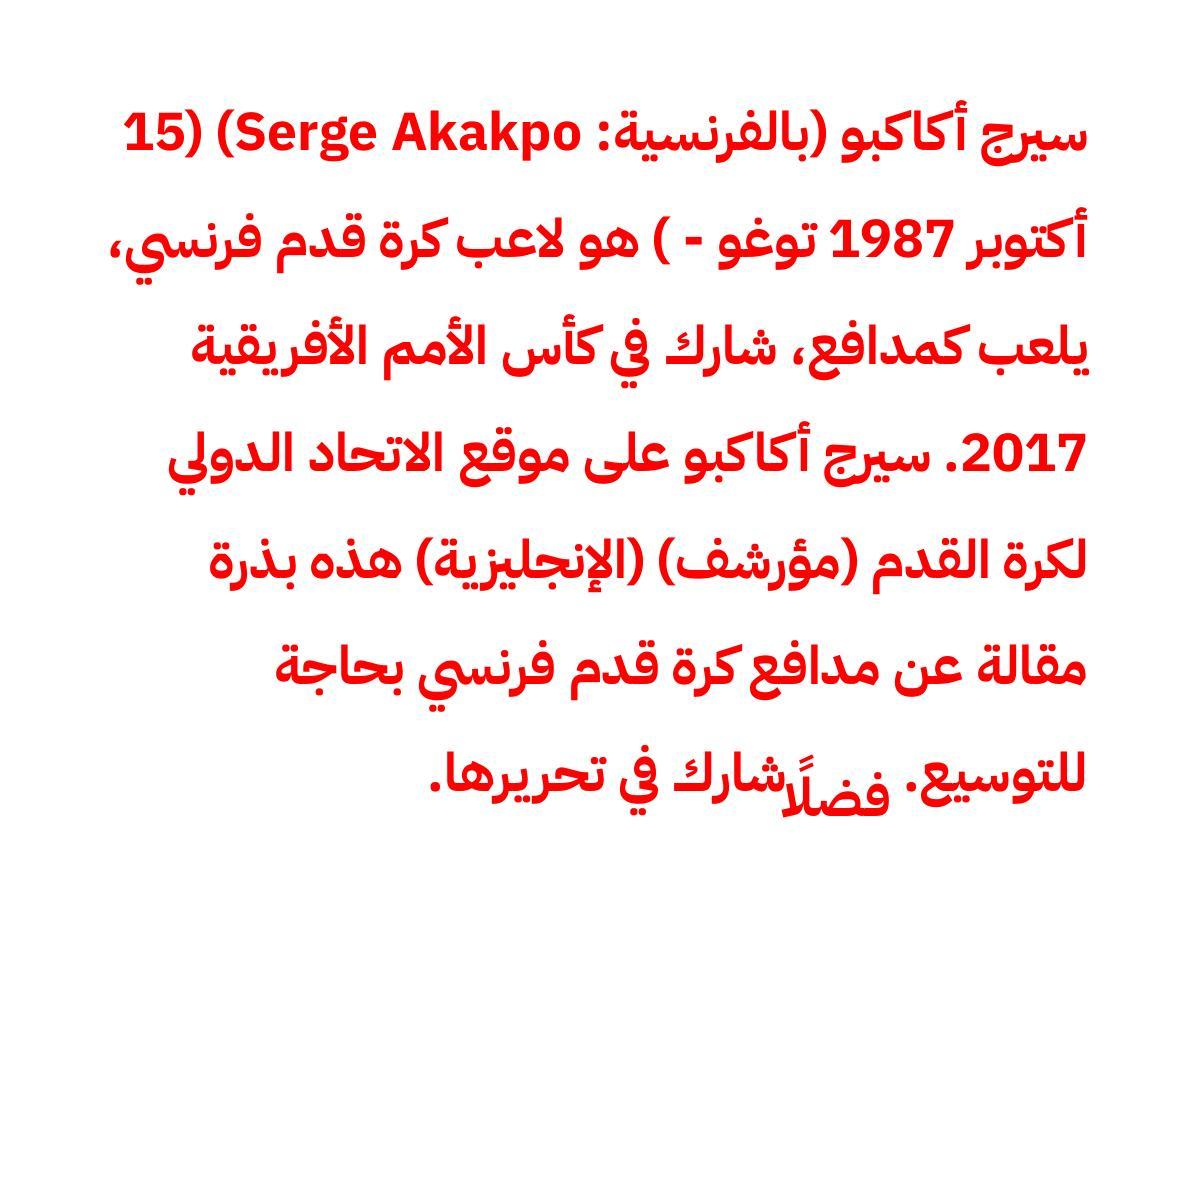 سيرج أكاكبو (بالفرنسية: Serge Akakpo) (15
أكتوبر 1987 توغو - ) هو لاعب كرة قدم فرنسي،
يلعب كمدافع، شارك في كأس الأمم الأفريقية
2017. سيرج أكاكبو على موقع الاتحاد الدولي
لكرة القدم (مؤرشف) (الإنجليزية) هذه بذرة
مقالة عن مدافع كرة قدم فرنسي بحاجة
للتوسيع. فضلًا شارك في تحريرها.